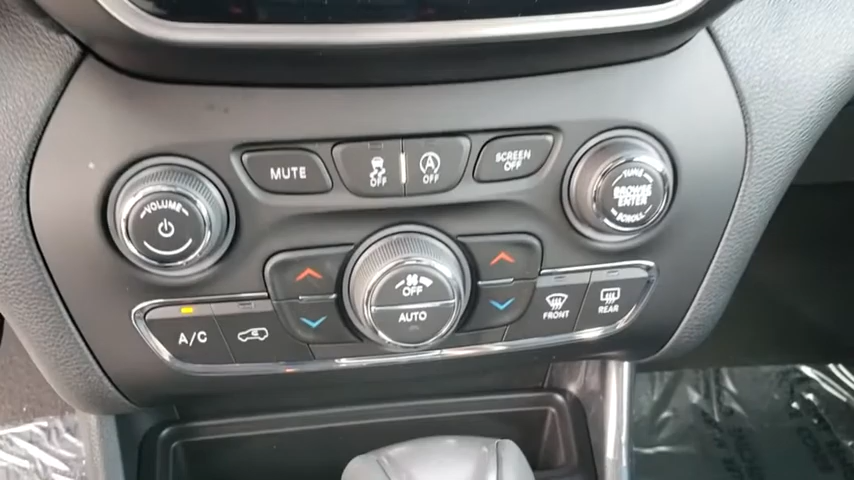 MUTE
OFF
OFF
SCREEN
OFF
VOLUME
TUNE
BROWSE
ENTER
SCROLL
OFF
AUTO
A/C
FRONT
REAR